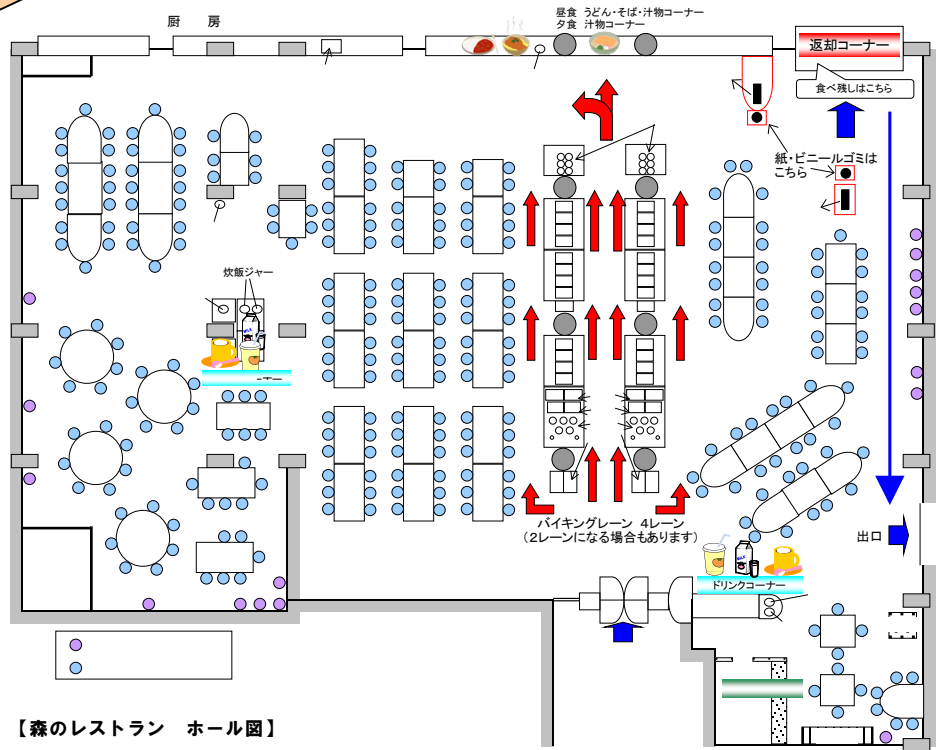 厨　房
昼食 うどん・そば・汁物コーナー
夕食 汁物コーナー
返却コーナー
食べ残しはこちら
紙・ビニールゴミは
こちら
炊飯ジャー
バイキングレーン 4レーン
(2レーンになる場合もあります)
出口
ドリンクコーナー
【森のレストラン　ホール図】